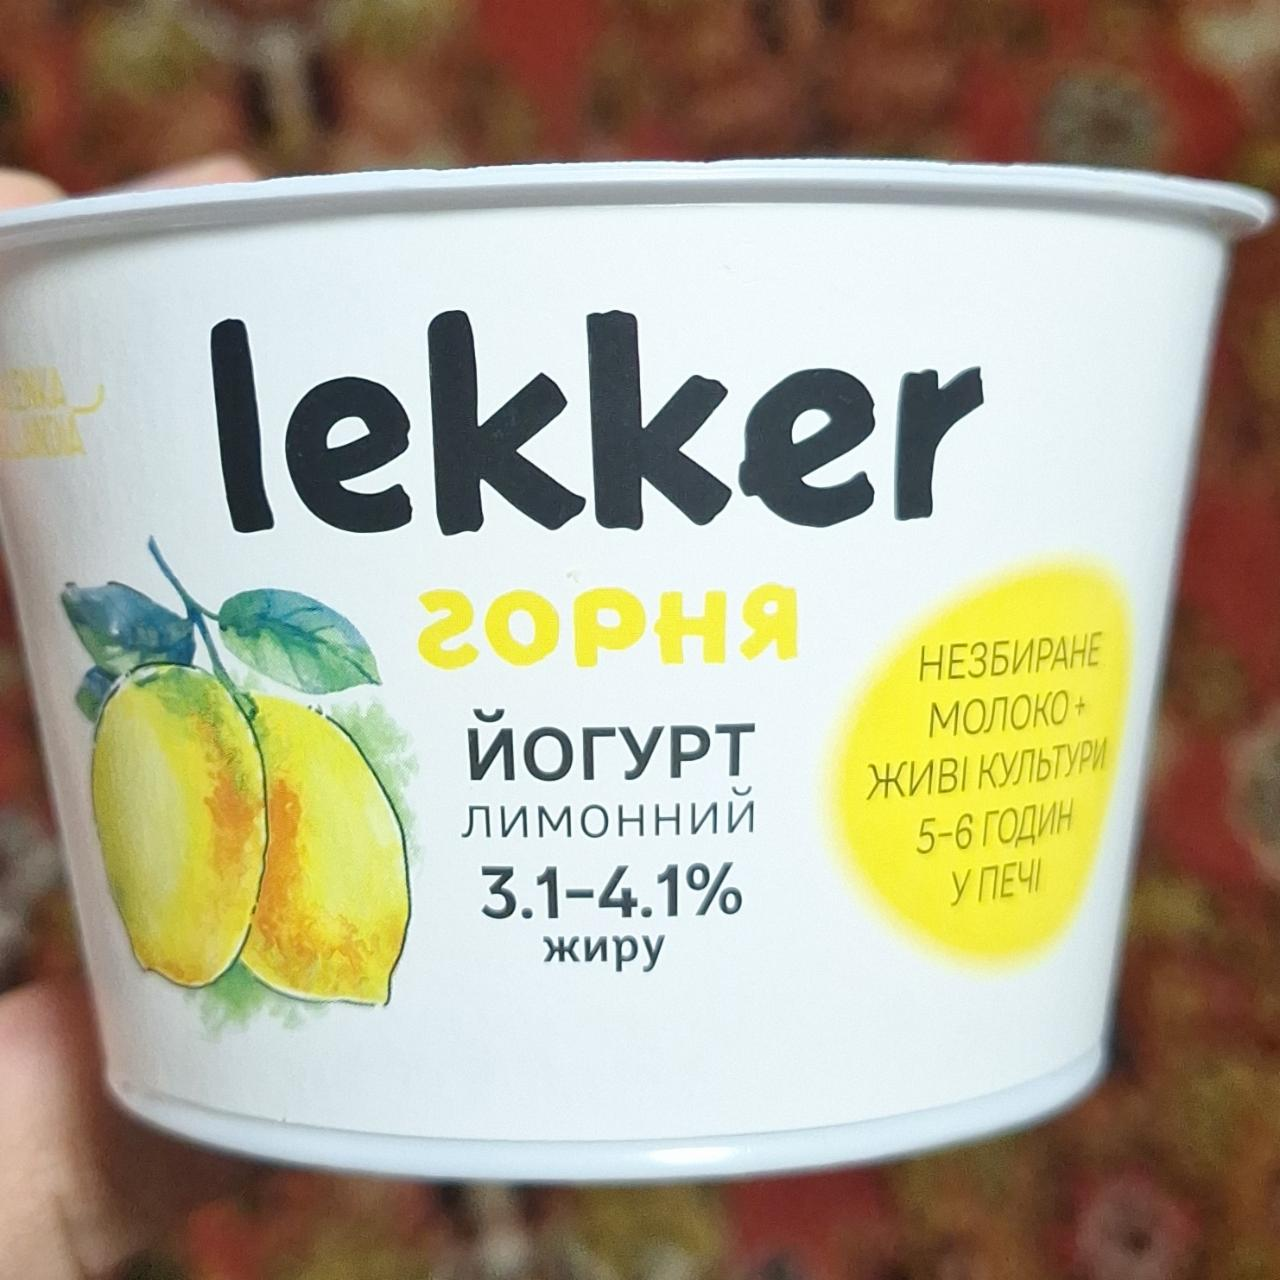 lekker
горня
ЙОГУРТ
ЛИМОННИЙ
3.1-4.1%
жиру
НЕЗБИРАНЕ
МОЛОКО +
ЖИВІ КУЛЬТУРИ
5-6 ГОДИН
У ПЕЧІ